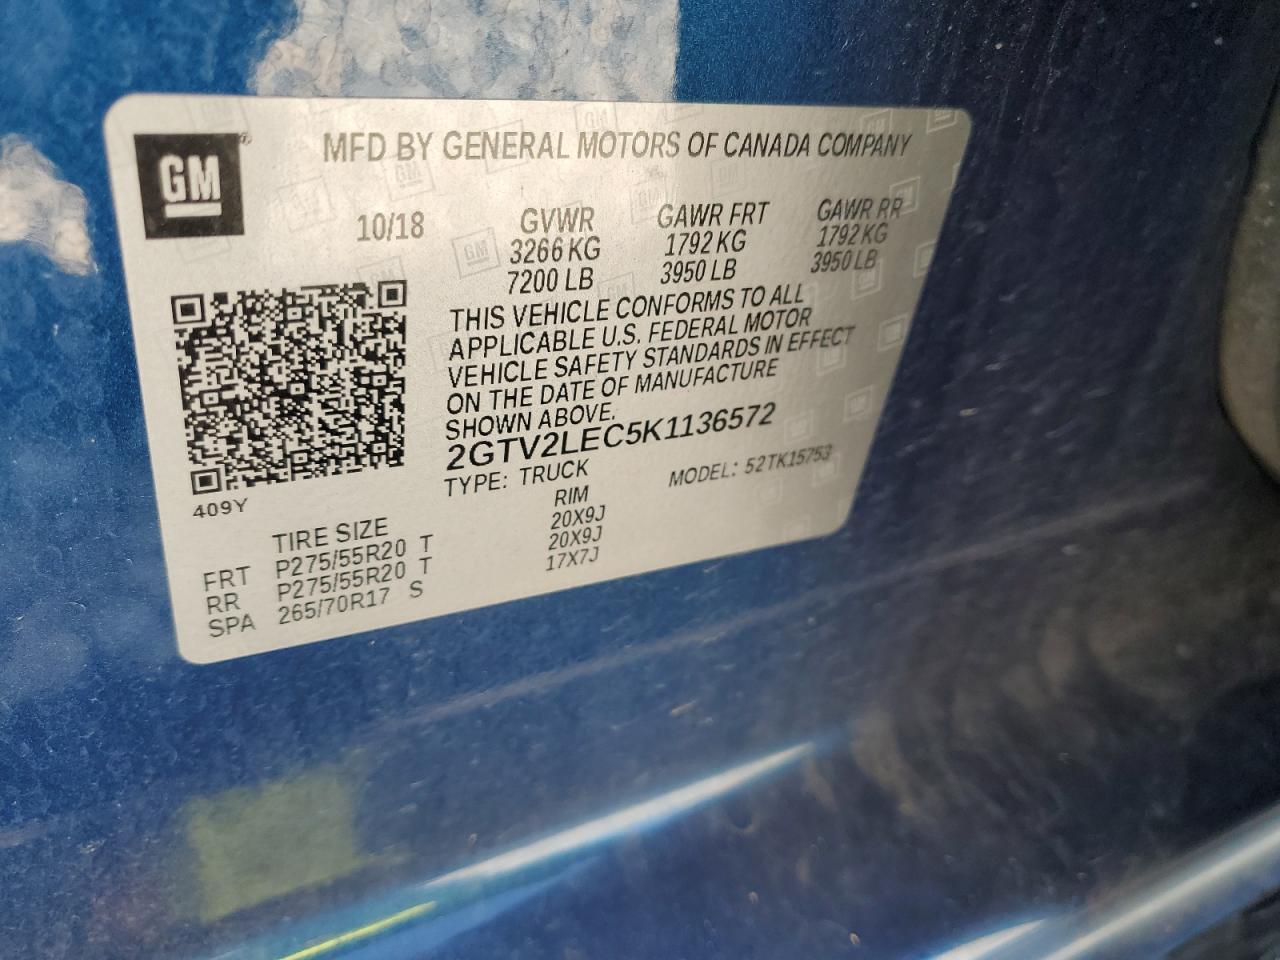 GM®
MFD BY GENERAL MOTORS OF CANADA COMPANY
10/18 GVWR GAWR FRT GAWR RR
3266 KG 1792 KG 1792 KG
7200 LB 3950 LB 3950 LB
THIS VEHICLE CONFORMS TO ALL
APPLICABLE U.S. FEDERAL MOTOR
VEHICLE SAFETY STANDARDS IN EFFECT
ON THE DATE OF MANUFACTURE
SHOWN ABOVE.
2GTV2LEC5K1136572
TYPE: TRUCK MODEL: 52TK15753
409Y
TIRE SIZE RIM
FRT P275/55R20 T 20X9J
RR P275/55R20 T 20X9J
SPA 265/70R17 S 17X7J